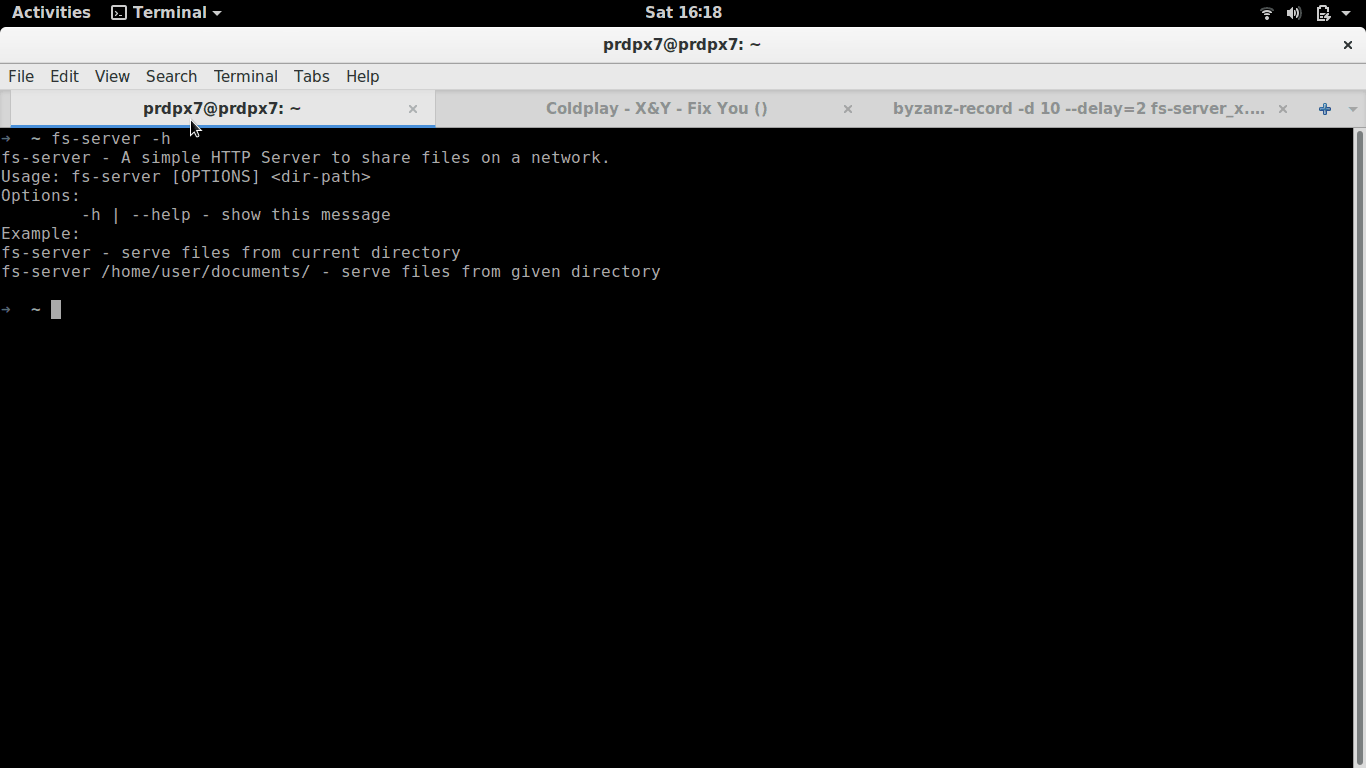 Activities Terminal Sat 16:18
prdpx7@prdpx7: ~ ×
File Edit View Search Terminal Tabs Help
prdpx7@prdpx7: ~ × Coldplay - X&Y - Fix You () × byzanz-record -d 10 --delay=2 fs-server_x.... ×
➜ ~ fs-server -h
fs-server - A simple HTTP Server to share files on a network.
Usage: fs-server [OPTIONS] <dir-path>
Options:
        -h | --help - show this message
Example:
fs-server - serve files from current directory
fs-server /home/user/documents/ - serve files from given directory
➜ ~